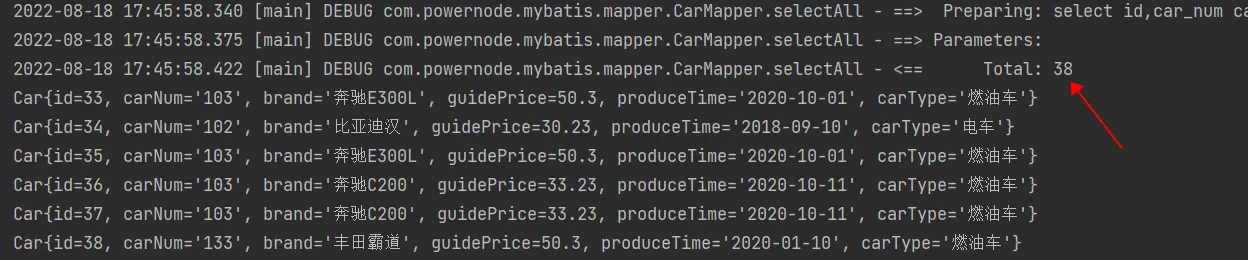 2022-08-18 17:45:58.340 [main] DEBUG com.powernode.mybatis.mapper.CarMapper.selectAll - ==>  Preparing: select id,car_num ca
2022-08-18 17:45:58.375 [main] DEBUG com.powernode.mybatis.mapper.CarMapper.selectAll - ==> Parameters:
2022-08-18 17:45:58.422 [main] DEBUG com.powernode.mybatis.mapper.CarMapper.selectAll - <==      Total: 38
Car{id=33, carNum='103', brand='奔驰E300L', guidePrice=50.3, produceTime='2020-10-01', carType='燃油车'}
Car{id=34, carNum='102', brand='比亚迪汉', guidePrice=30.23, produceTime='2018-09-10', carType='电车'}
Car{id=35, carNum='103', brand='奔驰E300L', guidePrice=50.3, produceTime='2020-10-01', carType='燃油车'}
Car{id=36, carNum='103', brand='奔驰C200', guidePrice=33.23, produceTime='2020-10-11', carType='燃油车'}
Car{id=37, carNum='103', brand='奔驰C200', guidePrice=33.23, produceTime='2020-10-11', carType='燃油车'}
Car{id=38, carNum='133', brand='丰田霸道', guidePrice=50.3, produceTime='2020-01-10', carType='燃油车'}